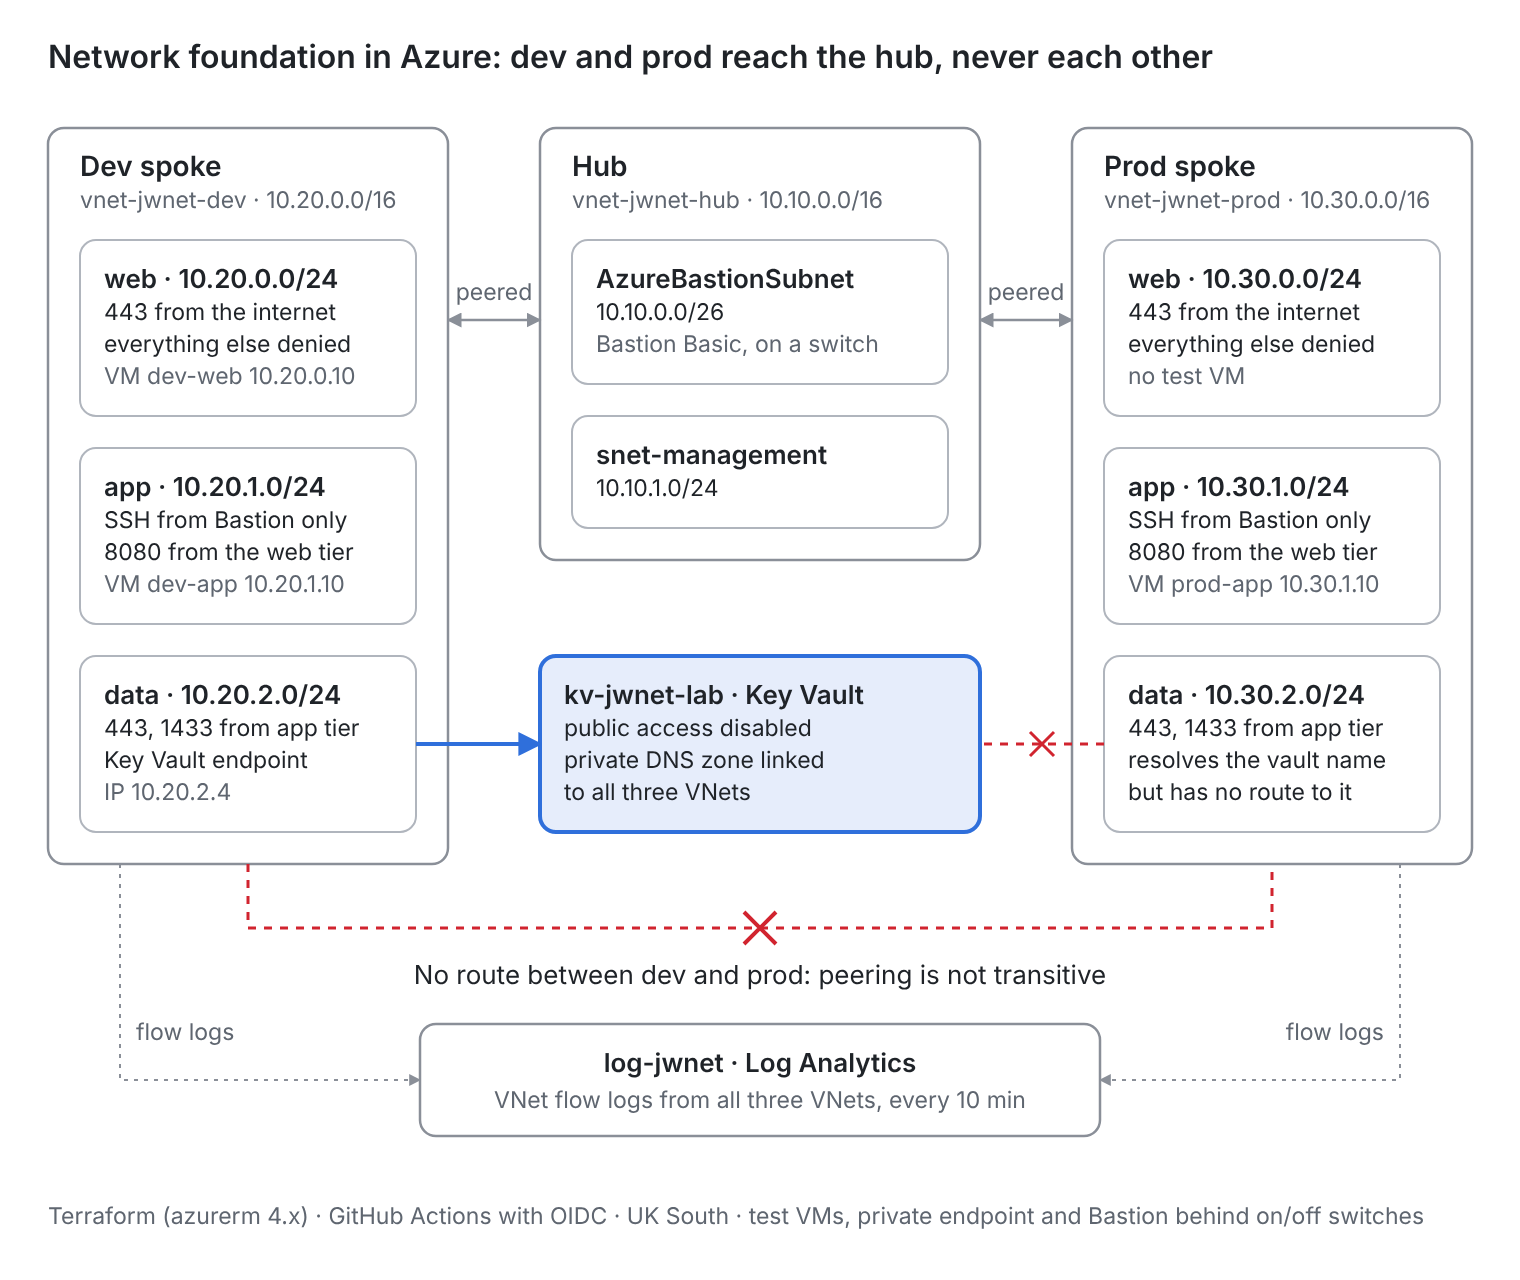 Network foundation in Azure: dev and prod reach the hub, never each other
Dev spoke
vnet-jwnet-dev · 10.20.0.0/16
web · 10.20.0.0/24
443 from the internet
everything else denied
VM dev-web 10.20.0.10
app · 10.20.1.0/24
SSH from Bastion only
8080 from the web tier
VM dev-app 10.20.1.10
data · 10.20.2.0/24
443, 1433 from app tier
Key Vault endpoint
IP 10.20.2.4
peered
Hub
vnet-jwnet-hub · 10.10.0.0/16
AzureBastionSubnet
10.10.0.0/26
Bastion Basic, on a switch
snet-management
10.10.1.0/24
kv-jwnet-lab · Key Vault
public access disabled
private DNS zone linked
to all three VNets
peered
Prod spoke
vnet-jwnet-prod · 10.30.0.0/16
web · 10.30.0.0/24
443 from the internet
everything else denied
no test VM
app · 10.30.1.0/24
SSH from Bastion only
8080 from the web tier
VM prod-app 10.30.1.10
data · 10.30.2.0/24
443, 1433 from app tier
resolves the vault name
but has no route to it
No route between dev and prod: peering is not transitive
flow logs
flow logs
log-jwnet · Log Analytics
VNet flow logs from all three VNets, every 10 min
Terraform (azurerm 4.x) · GitHub Actions with OIDC · UK South · test VMs, private endpoint and Bastion behind on/off switches